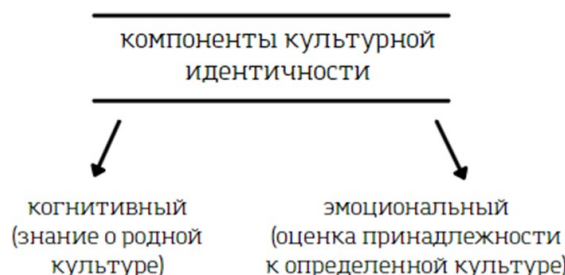 компоненты культурной
идентичности
когнитивный
(знание о родной
культуре)
эмоциональный
(оценка принадлежности
к определенной культуре)